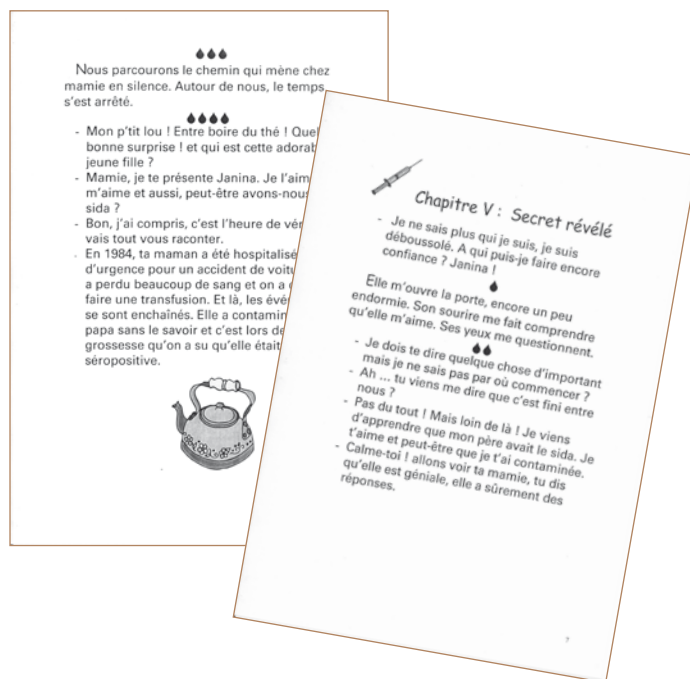 Nous parcourons le chemin qui mène chez
mamie en silence. Autour de nous, le temps
s'est arrêté.
- Mon p'tit lou ! Entre boire du thé ! Quel
bonne surprise ! et qui est cette adorab
jeune fille ?
- Mamie, je te présente Janina. Je l'aim
m'aime et aussi, peut-être avons-nous
sida ?
- Bon, j'ai compris, c'est l'heure de vér
vais tout vous raconter.
- En 1984, ta maman a été hospitalisé
d'urgence pour un accident de voitu
a perdu beaucoup de sang et on a
faire une transfusion. Et là, les évé
se sont enchaînés. Elle a contamin
papa sans le savoir et c'est lors de
grossesse qu'on a su qu'elle était
séropositive.
Chapitre V : Secret révélé
- Je ne sais plus qui je suis, je suis
déboussolé. A qui puis-je faire encore
confiance ? Janina !
Elle m'ouvre la porte, encore un peu
endormie. Son sourire me fait comprendre
qu'elle m'aime. Ses yeux me questionnent.
- Je dois te dire quelque chose d'important
mais je ne sais pas par où commencer ?
- Ah ... tu viens me dire que c'est fini entre
nous ?
- Pas du tout ! Mais loin de là ! Je viens
d'apprendre que mon père avait le sida. Je
t'aime et peut-être que je t'ai contaminée.
- Calme-toi ! allons voir ta mamie, tu dis
qu'elle est géniale, elle a sûrement des
réponses.
7